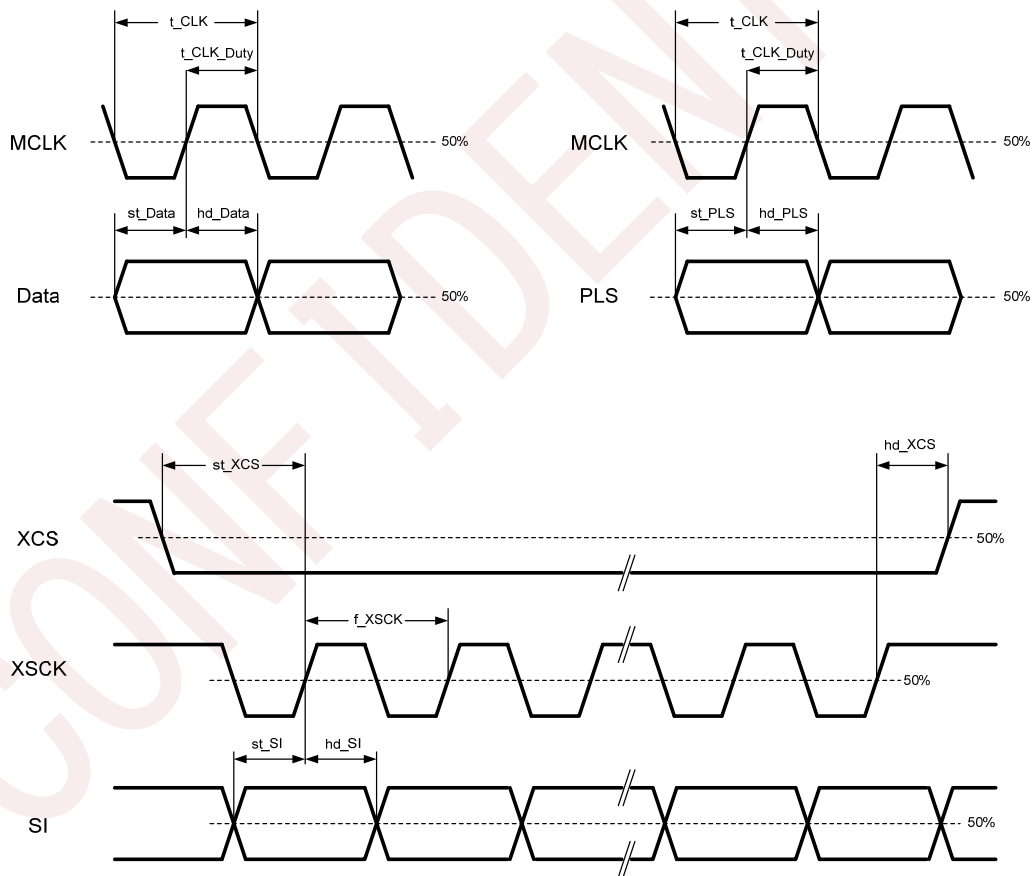 t_CLK
t_CLK_Duty
MCLK
50%
st_Data
hd_Data
Data
50%
t_CLK
t_CLK_Duty
MCLK
50%
st_PLS
hd_PLS
PLS
50%
st_XCS
hd_XCS
XCS
50%
f_XSCK
XSCK
50%
st_SI
hd_SI
SI
50%
CONFIDENT